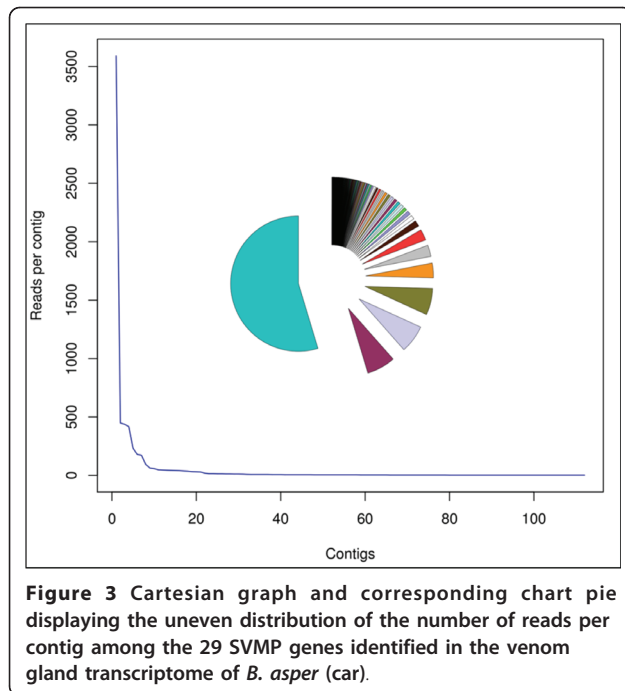 3500
3000
2500
2000
1500
1000
500
0
Reads per contig
0 20 40 60 80 100
Contigs
Figure 3 Cartesian graph and corresponding chart pie
displaying the uneven distribution of the number of reads per
contig among the 29 SVMP genes identified in the venom
gland transcriptome of B. asper (car).